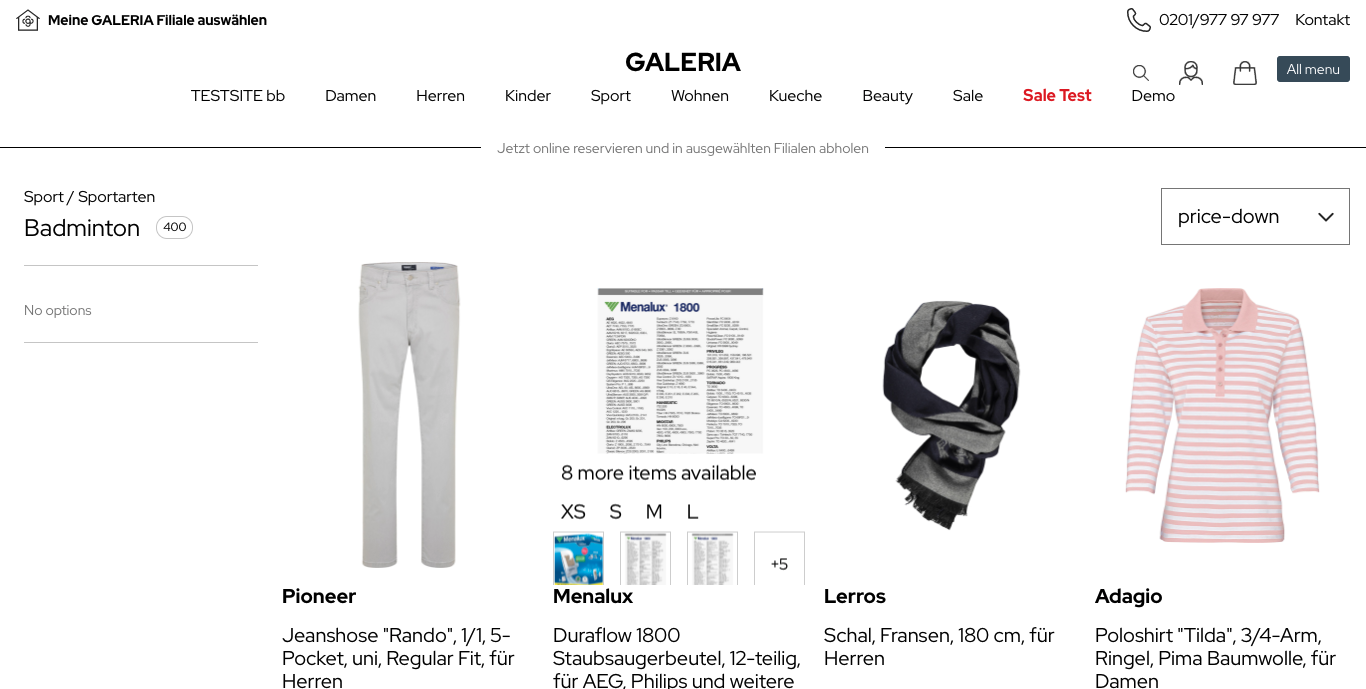 Meine GALERIA Filiale auswählen
0201/977 97 977
Kontakt
GALERIA
All menu
TESTSITE bb
Damen
Herren
Kinder
Sport
Wohnen
Kueche
Beauty
Sale
Sale Test
Demo
Jetzt online reservieren und in ausgewählten Filialen abholen
Sport / Sportarten
Badminton
400
price-down
No options
Menalux 1800
8 more items available
XS S M L
+5
Pioneer
Jeanshose "Rando", 1/1, 5-
Pocket, uni, Regular Fit, für
Herren
Menalux
Duraflow 1800
Staubsaugerbeutel, 12-teilig,
für AEG, Philips und weitere
Lerros
Schal, Fransen, 180 cm, für
Herren
Adagio
Poloshirt "Tilda", 3/4-Arm,
Ringel, Pima Baumwolle, für
Damen